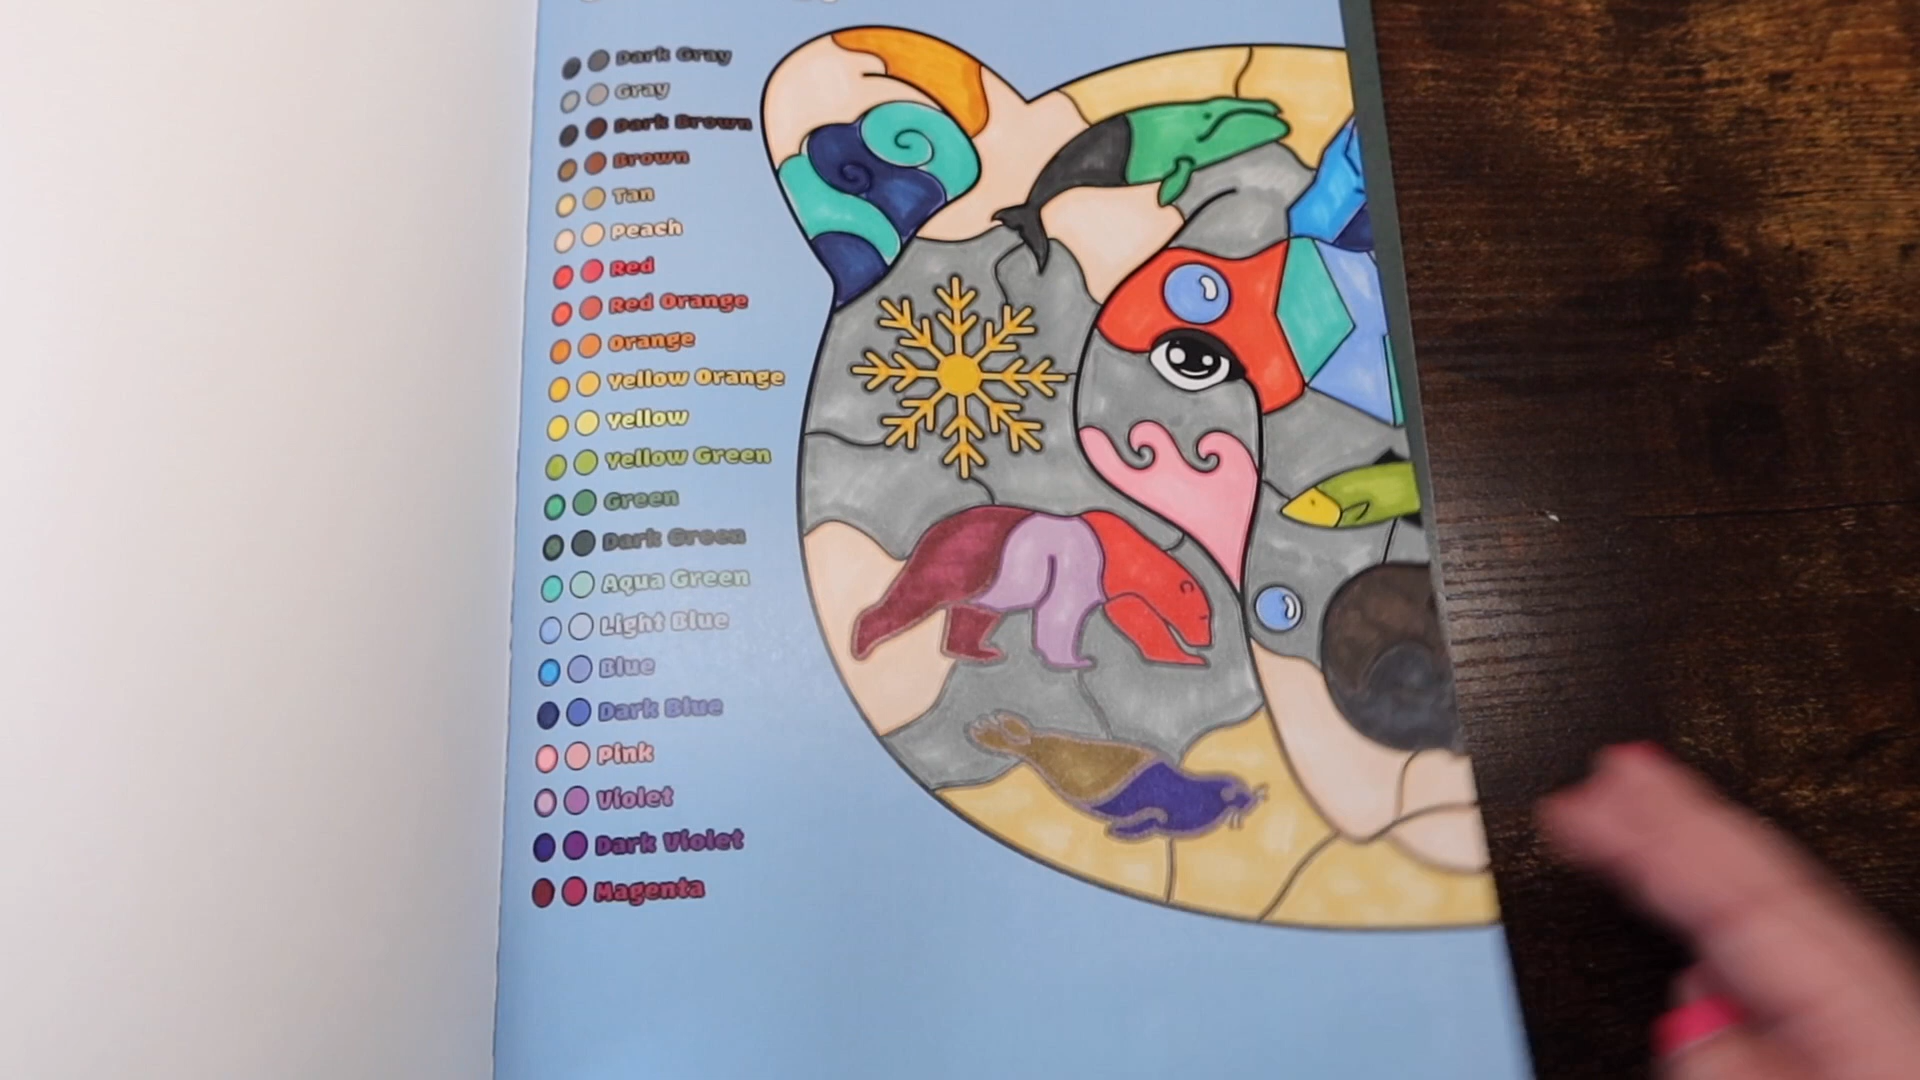 Dark Gray
Gray
Dark Brown
Brown
Tan
Peach
Red
Red Orange
Orange
Yellow Orange
Yellow
Yellow Green
Green
Dark Green
Aqua Green
Light Blue
Blue
Dark Blue
Pink
Violet
Dark Violet
Magenta